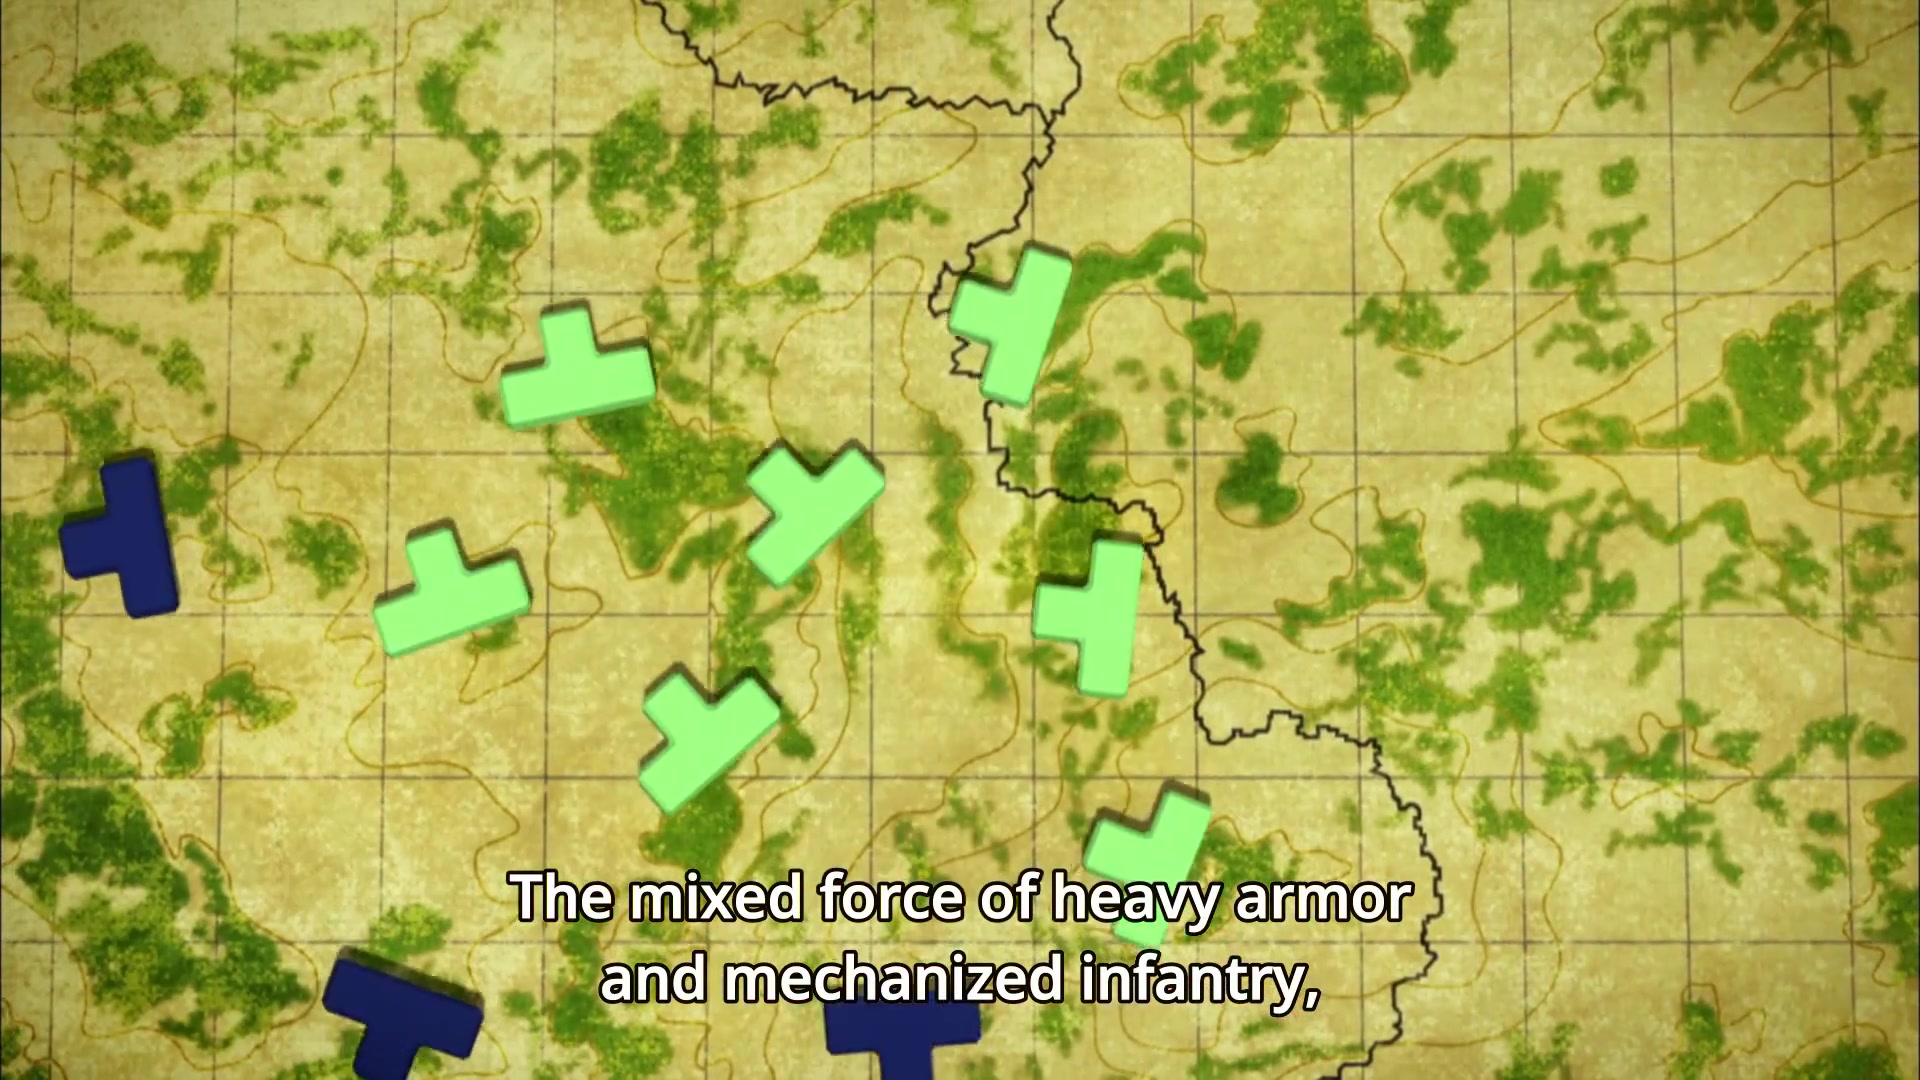 The mixed force of heavy armor
and mechanized infantry,